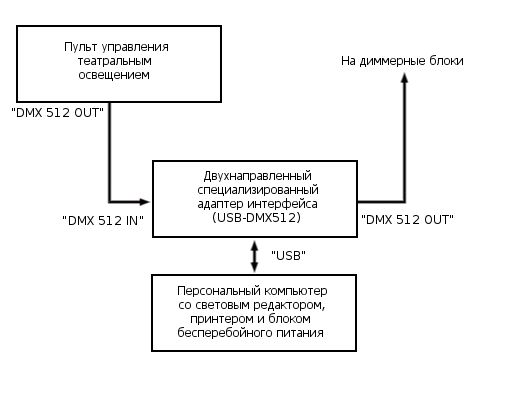 Пульт управления
театральным
освещением
На диммерные блоки
"DMX 512 OUT"
Двухнаправленный
специализированный
адаптер интерфейса
(USB-DMX512)
"DMX 512 IN"
"DMX 512 OUT"
"USB"
Персональный компьютер
со световым редактором,
принтером и блоком
бесперебойного питания